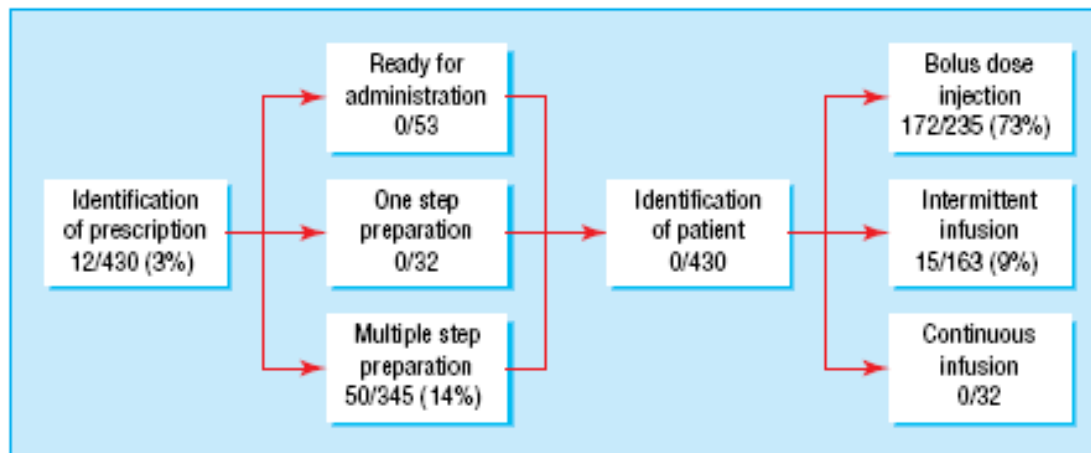 Identification
of prescription
12/430 (3%)
Ready for
administration
0/53
One step
preparation
0/32
Multiple step
preparation
50/345 (14%)
Identification
of patient
0/430
Bolus dose
injection
172/235 (73%)
Intermittent
infusion
15/163 (9%)
Continuous
infusion
0/32